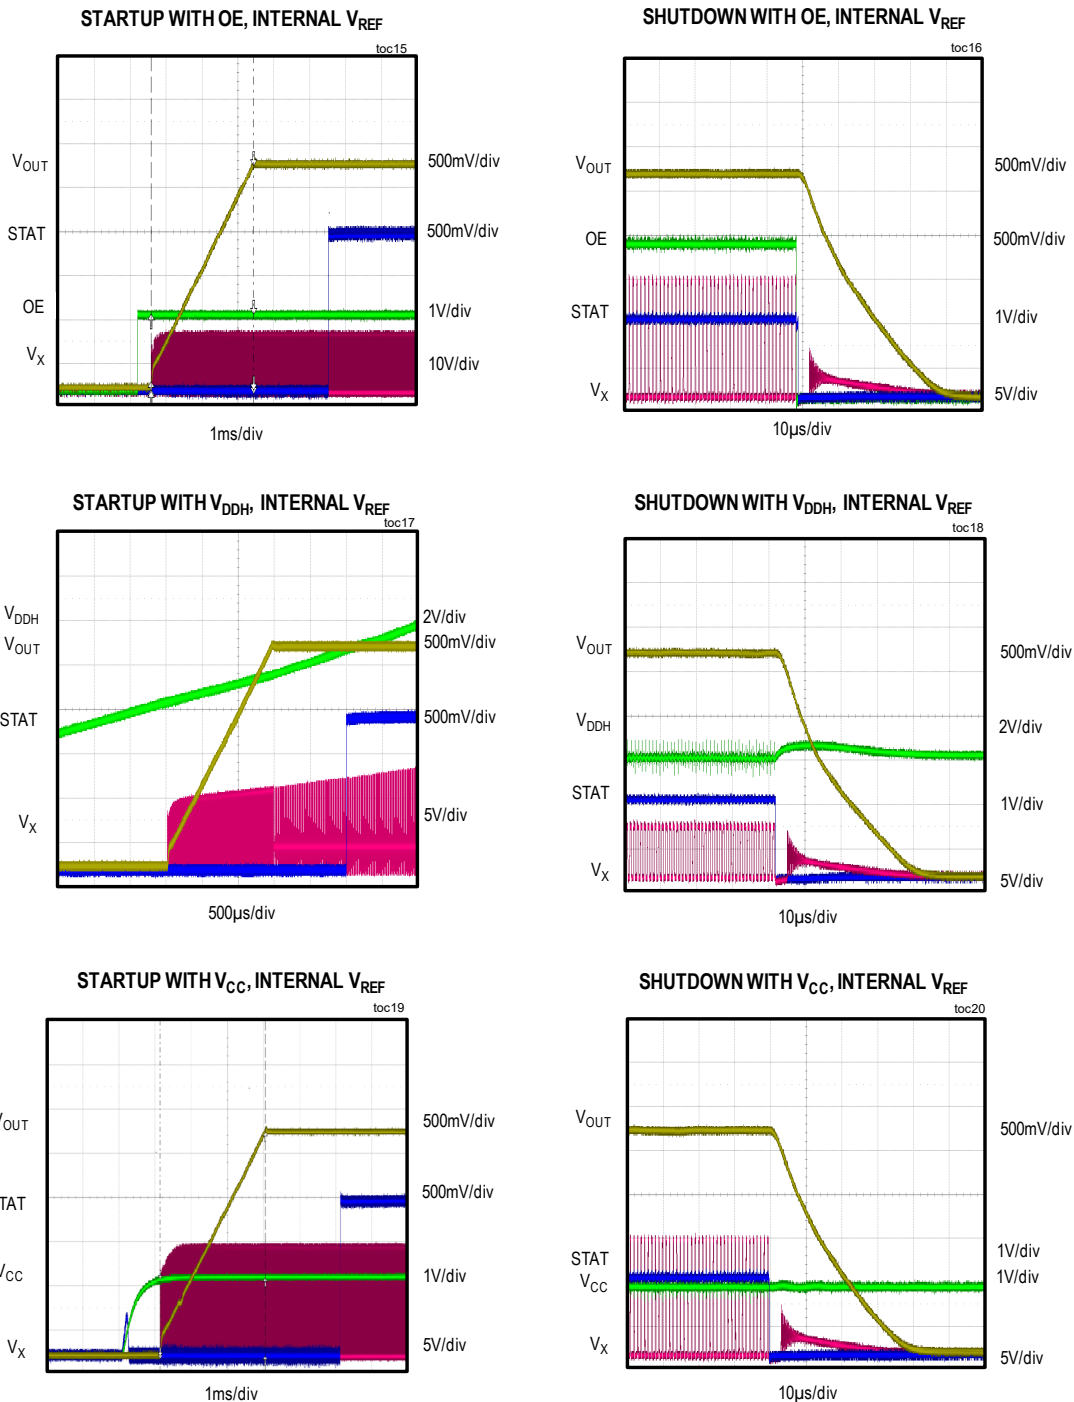 STARTUP WITH OE, INTERNAL VREF
toc15
VOUT
500mV/div
STAT
500mV/div
OE
1V/div
VX
10V/div
1ms/div
SHUTDOWN WITH OE, INTERNAL VREF
toc16
VOUT
500mV/div
OE
500mV/div
STAT
1V/div
VX
5V/div
10µs/div
STARTUP WITH VDDH, INTERNAL VREF
toc17
VDDH
2V/div
VOUT
500mV/div
STAT
500mV/div
VX
5V/div
500µs/div
SHUTDOWN WITH VDDH, INTERNAL VREF
toc18
VOUT
500mV/div
VDDH
2V/div
STAT
1V/div
VX
5V/div
10µs/div
STARTUP WITH VCC, INTERNAL VREF
toc19
VOUT
500mV/div
TAT
500mV/div
VCC
1V/div
VX
5V/div
1ms/div
SHUTDOWN WITH VCC, INTERNAL VREF
toc20
VOUT
500mV/div
STAT
1V/div
VCC
1V/div
VX
5V/div
10µs/div